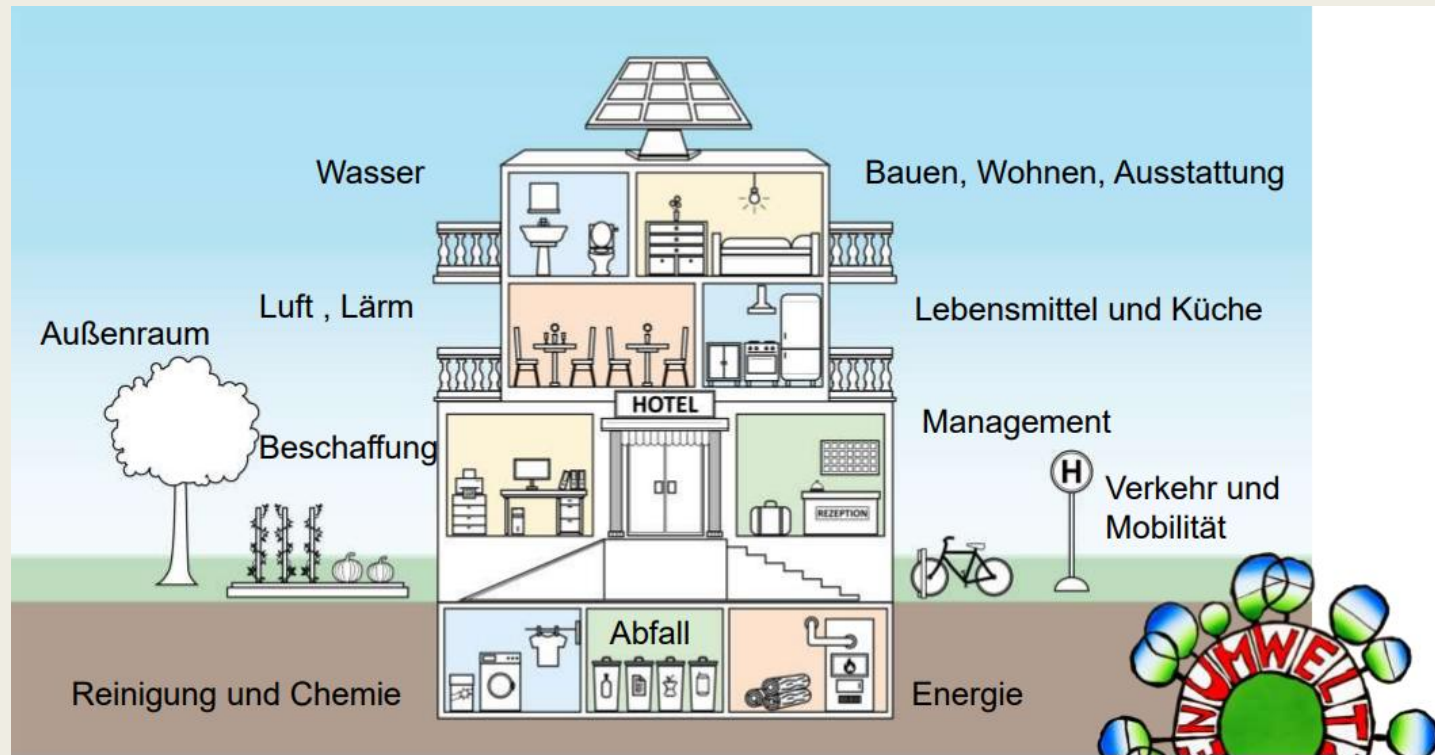 Wasser
Bauen, Wohnen, Ausstattung
Luft , Lärm
Lebensmittel und Küche
Außenraum
HOTEL
Management
Beschaffung
H
Verkehr und
Mobilität
REZEPTION
Abfall
Reinigung und Chemie
Energie
UMWELT